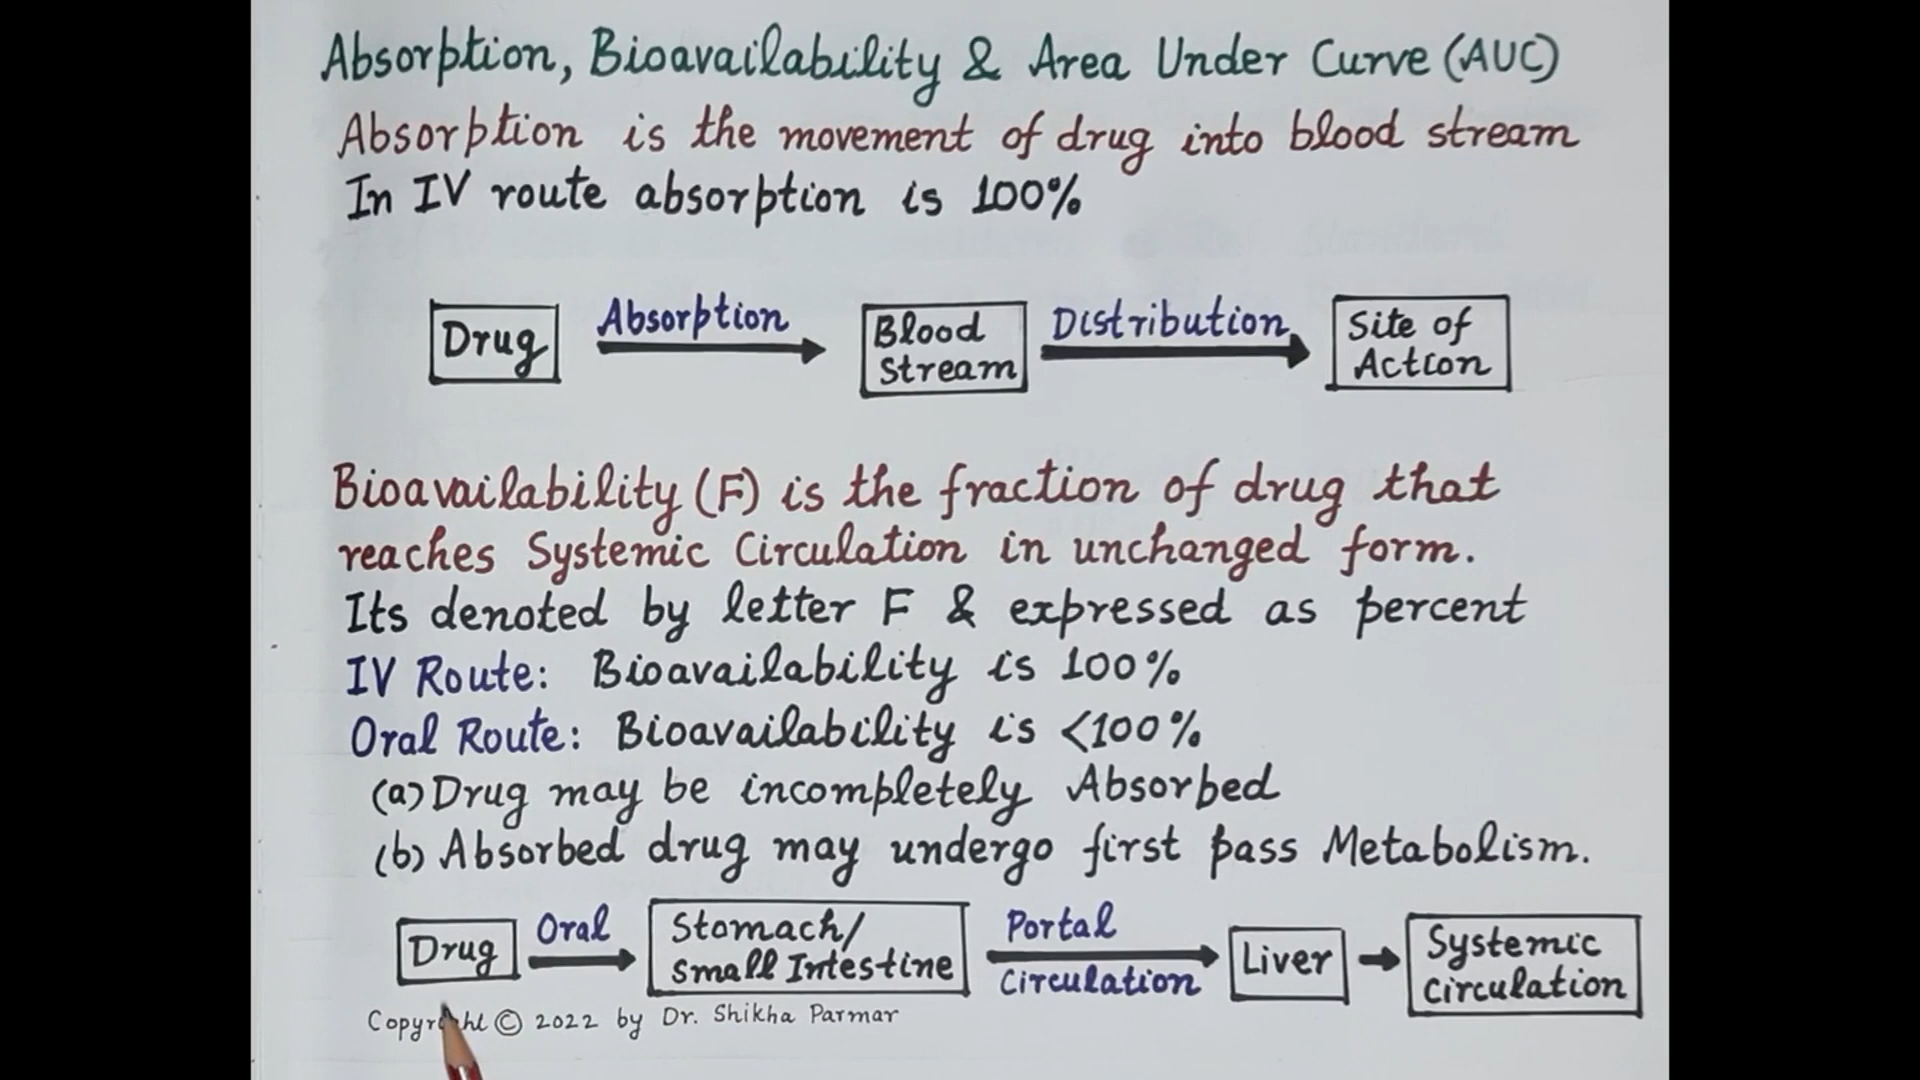 Absorption, Bioavailability & Area Under Curve (AUC)
Absorption is the movement of drug into blood stream
In IV route absorption is 100%
Drug
Absorption
Blood
Stream
Distribution
Site of
Action
Bioavailability (F) is the fraction of drug that
reaches Systemic Circulation in unchanged form.
Its denoted by letter F & expressed as percent
IV Route: Bioavailability is 100%
Oral Route: Bioavailability is <100%
(a) Drug may be incompletely Absorbed
(b) Absorbed drug may undergo first pass Metabolism.
Drug
Oral
Stomach/
Small Intestine
Portal
Circulation
Liver
Systemic
Circulation
© 2022 by Dr. Shikha Parmar